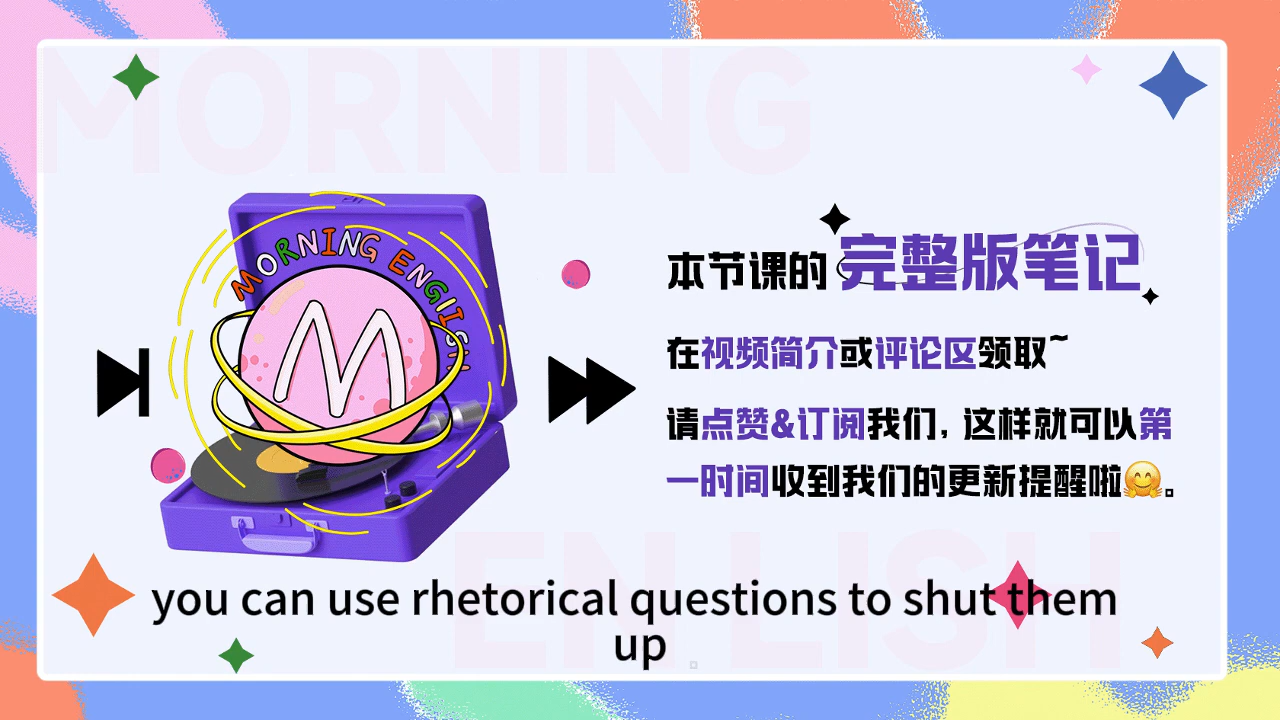 MORNING
MORNING ENGLISH
M
本节课的完整版笔记
在视频简介或评论区领取~
请点赞&订阅我们，这样就可以第
一时间收到我们的更新提醒啦🤗。
EN LISH
you can use rhetorical questions to shut them
up